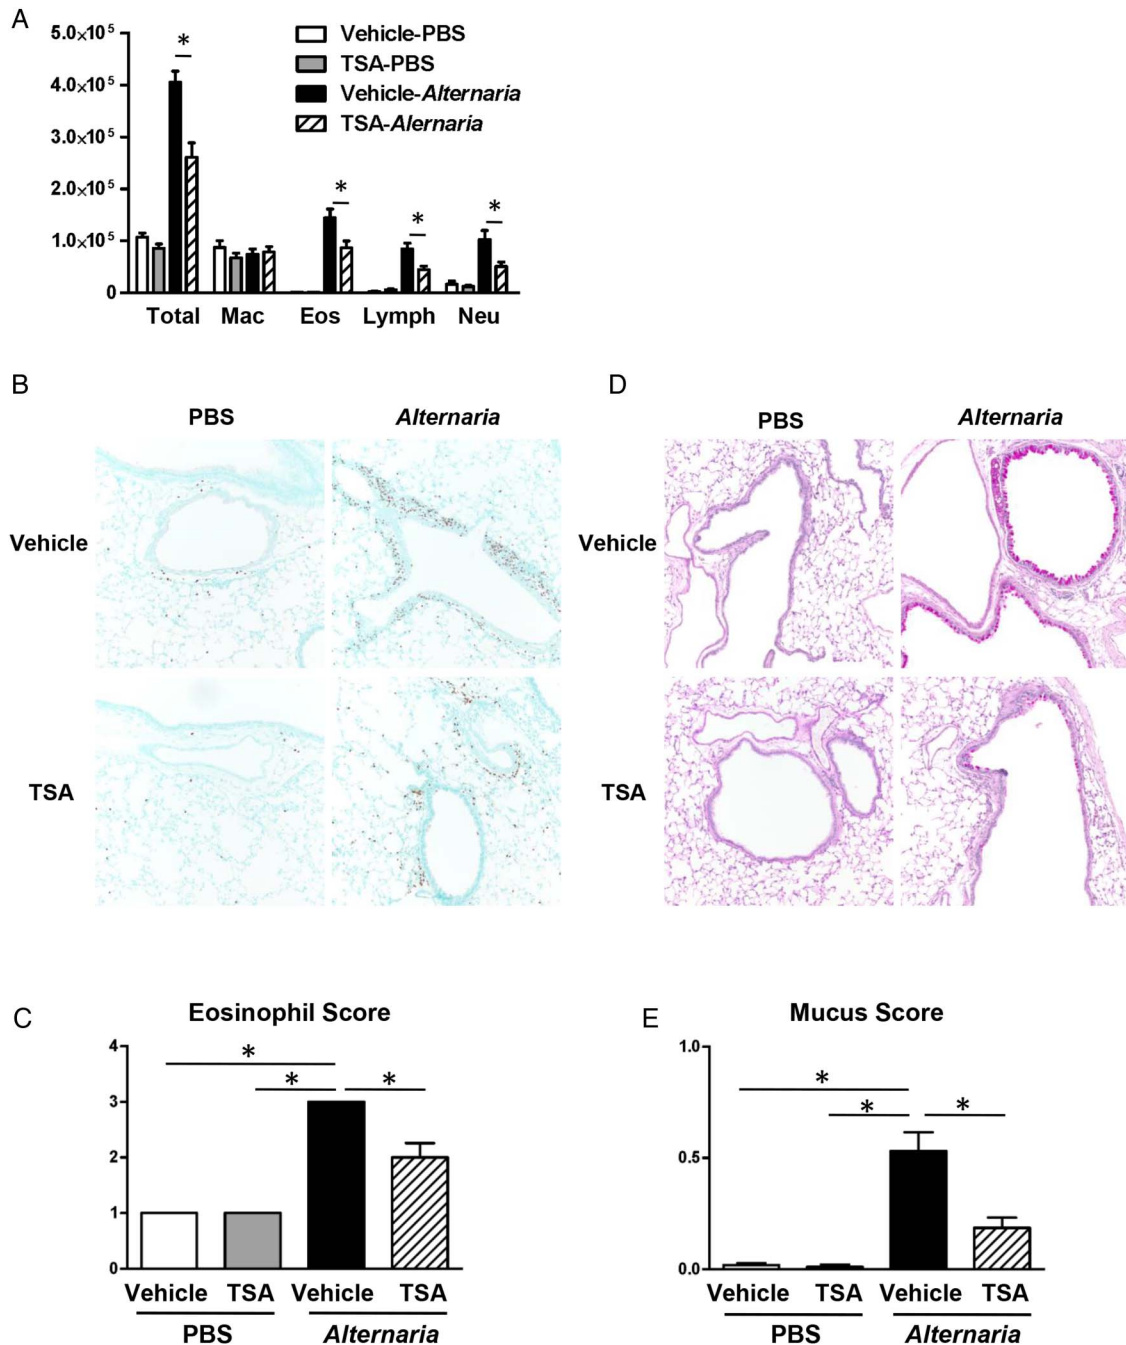 A
5.0×10⁵
4.0×10⁵
3.0×10⁵
2.0×10⁵
1.0×10⁵
0
*
*
*
*
Vehicle-PBS
TSA-PBS
Vehicle-Alternaria
TSA-Alernaria
Total Mac Eos Lymph Neu
B
PBS Alternaria
Vehicle
TSA
D
PBS Alternaria
Vehicle
TSA
C
Eosinophil Score
4
3
2
1
0
*
* *
Vehicle TSA Vehicle TSA
PBS Alternaria
E
Mucus Score
1.0
0.5
0.0
*
* *
Vehicle TSA Vehicle TSA
PBS Alternaria